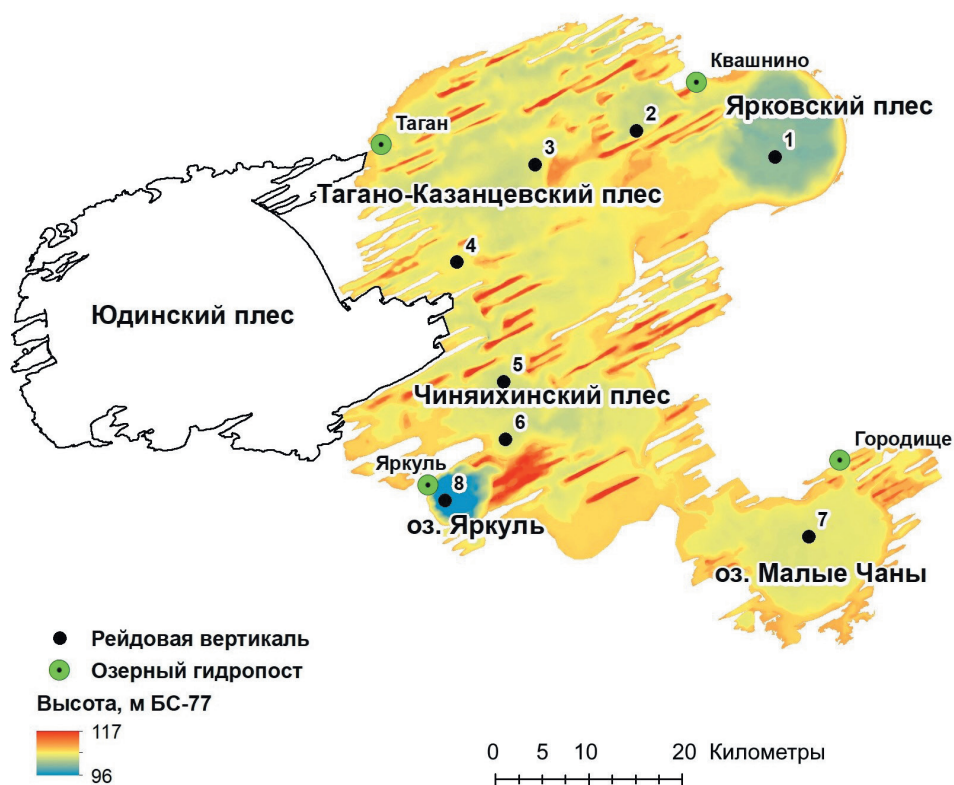 Квашнино
Ярковский плес
Таган
2
1
3
Тагано-Казанцевский плес
4
Юдинский плес
5
Чиняихинский плес
6
Городище
Яркуль
8
оз. Яркуль
7
оз. Малые Чаны
Рейдовая вертикаль
Озерный гидропост
Высота, м БС-77
117
96
0 5 10 20 Километры